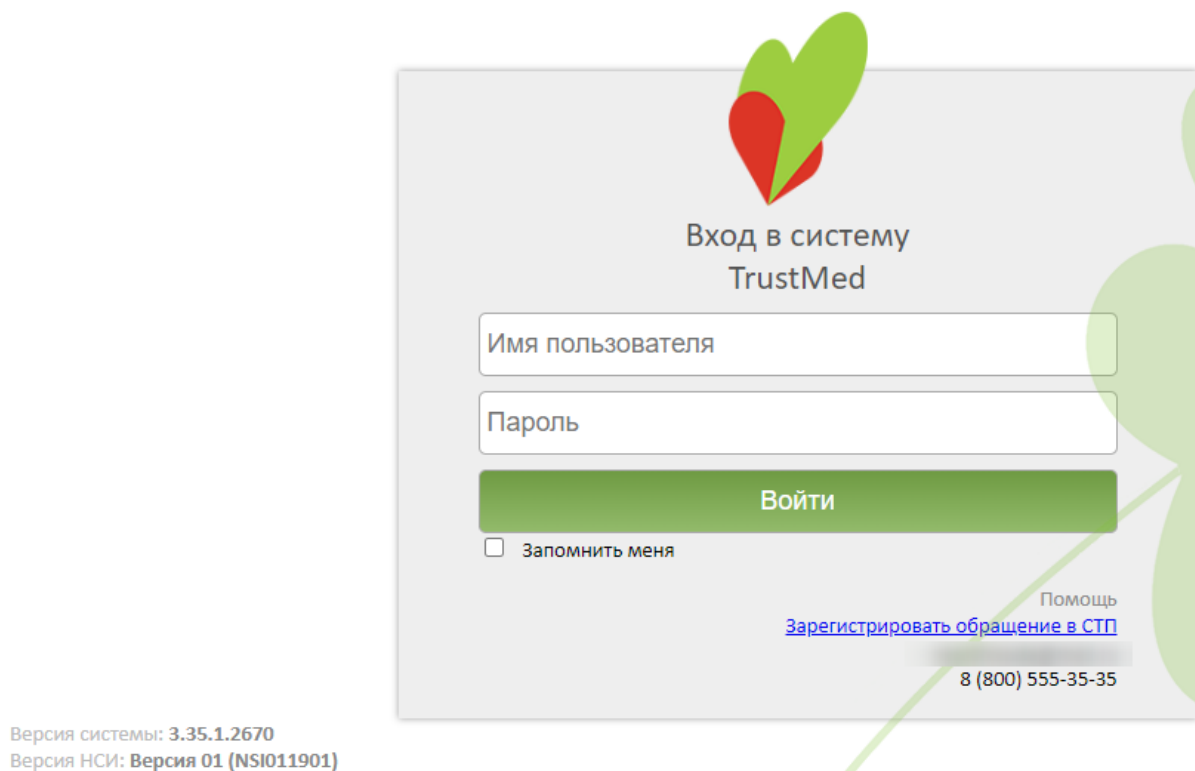 Вход в систему
TrustMed
Имя пользователя
Пароль
Войти
Запомнить меня
Помощь
Зарегистрировать обращение в СТП
8 (800) 555-35-35
Версия системы: 3.35.1.2670
Версия НСИ: Версия 01 (NSI011901)